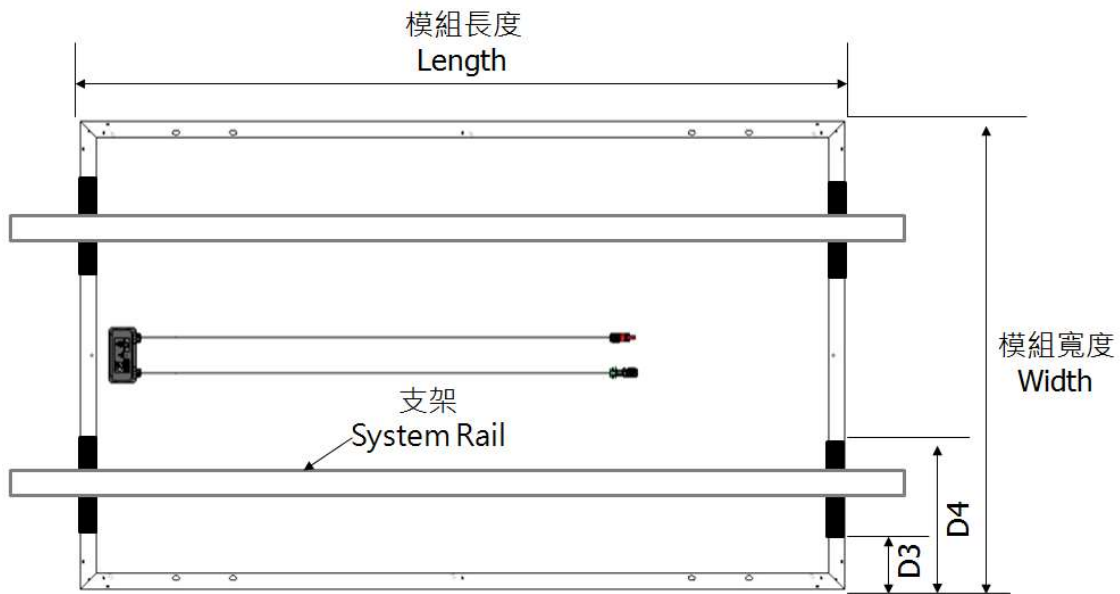 模組長度
Length
模組寬度
Width
支架
System Rail
D4
D3